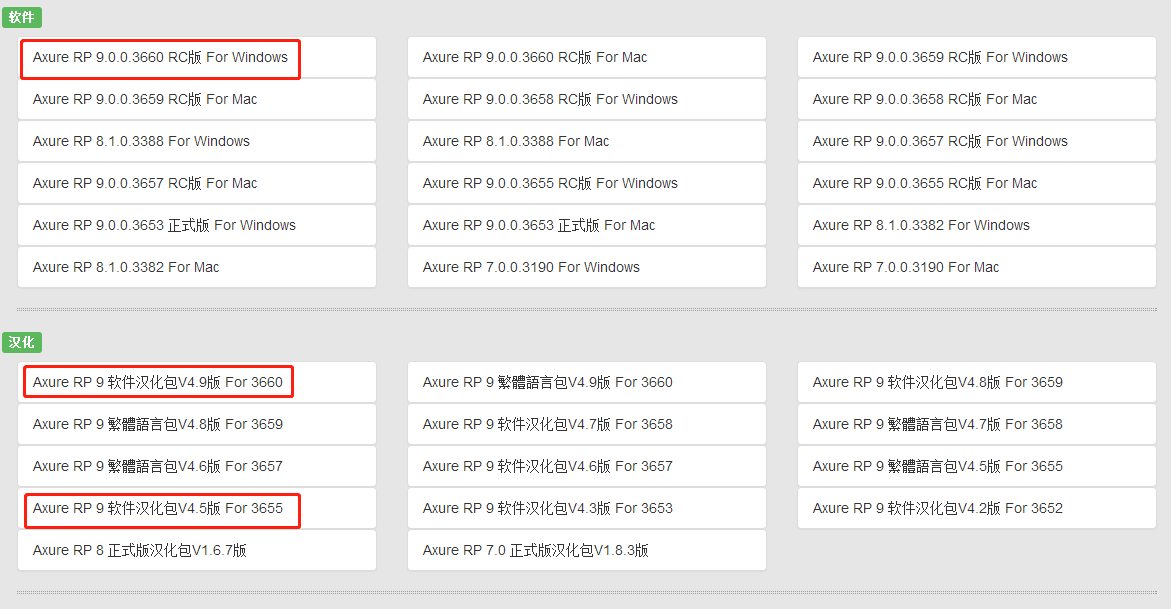 软件
Axure RP 9.0.0.3660 RC版 For Windows
Axure RP 9.0.0.3660 RC版 For Mac
Axure RP 9.0.0.3659 RC版 For Windows
Axure RP 9.0.0.3659 RC版 For Mac
Axure RP 9.0.0.3658 RC版 For Windows
Axure RP 9.0.0.3658 RC版 For Mac
Axure RP 8.1.0.3388 For Windows
Axure RP 8.1.0.3388 For Mac
Axure RP 9.0.0.3657 RC版 For Windows
Axure RP 9.0.0.3657 RC版 For Mac
Axure RP 9.0.0.3655 RC版 For Windows
Axure RP 9.0.0.3655 RC版 For Mac
Axure RP 9.0.0.3653 正式版 For Windows
Axure RP 9.0.0.3653 正式版 For Mac
Axure RP 8.1.0.3382 For Windows
Axure RP 8.1.0.3382 For Mac
Axure RP 7.0.0.3190 For Windows
Axure RP 7.0.0.3190 For Mac
汉化
Axure RP 9 软件汉化包V4.9版 For 3660
Axure RP 9 繁體語言包V4.9版 For 3660
Axure RP 9 软件汉化包V4.8版 For 3659
Axure RP 9 繁體語言包V4.8版 For 3659
Axure RP 9 软件汉化包V4.7版 For 3658
Axure RP 9 繁體語言包V4.7版 For 3658
Axure RP 9 繁體語言包V4.6版 For 3657
Axure RP 9 软件汉化包V4.6版 For 3657
Axure RP 9 繁體語言包V4.5版 For 3655
Axure RP 9 软件汉化包V4.5版 For 3655
Axure RP 9 软件汉化包V4.3版 For 3653
Axure RP 9 软件汉化包V4.2版 For 3652
Axure RP 8 正式版汉化包V1.6.7版
Axure RP 7.0 正式版汉化包V1.8.3版